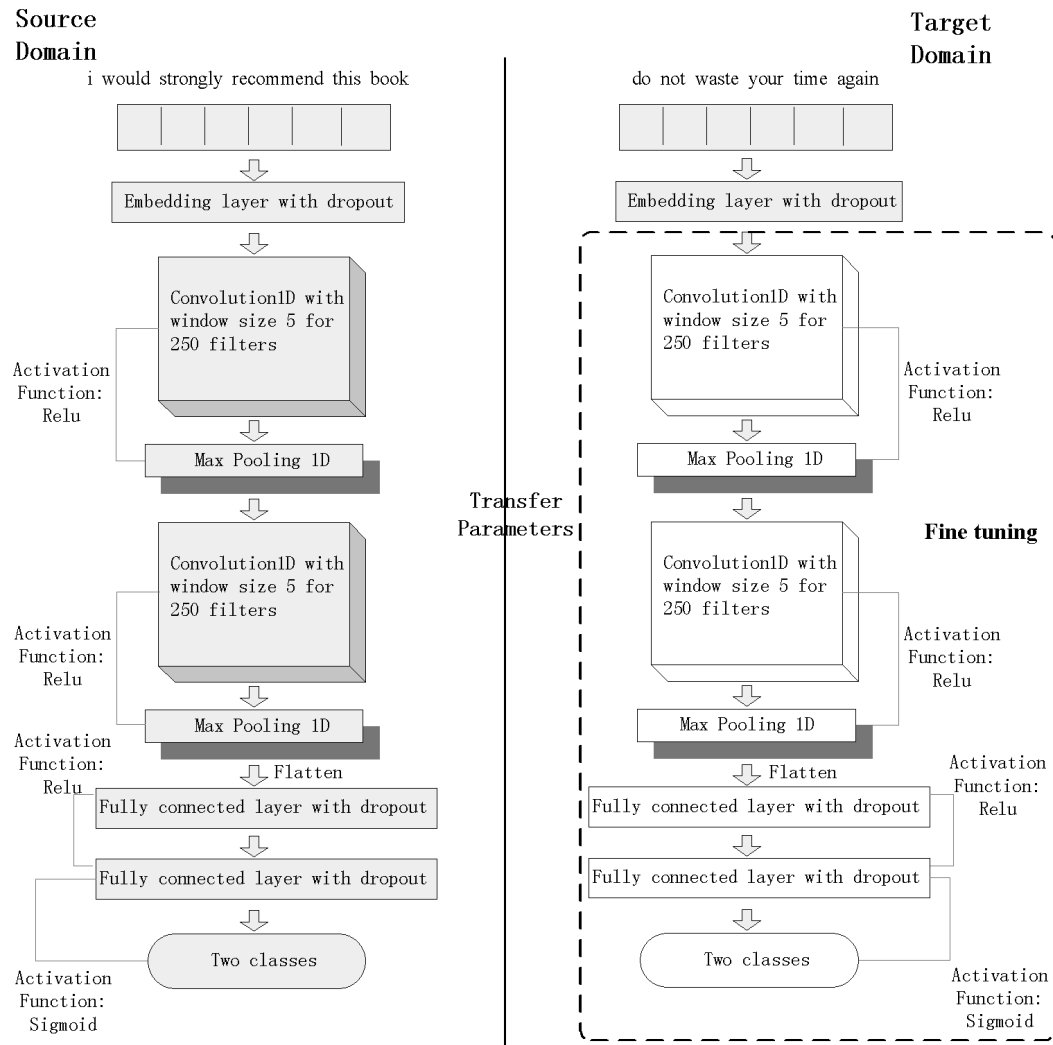 Source
Domain
i would strongly recommend this book
Embedding layer with dropout
Convolution1D with
window size 5 for
250 filters
Activation
Function:
Relu
Max Pooling 1D
Convolution1D with
window size 5 for
250 filters
Activation
Function:
Relu
Max Pooling 1D
Activation
Function:
Relu
Flatten
Fully connected layer with dropout
Fully connected layer with dropout
Two classes
Activation
Function:
Sigmoid
Transfer
Parameters
Target
Domain
do not waste your time again
Embedding layer with dropout
Convolution1D with
window size 5 for
250 filters
Activation
Function:
Relu
Max Pooling 1D
Fine tuning
Convolution1D with
window size 5 for
250 filters
Activation
Function:
Relu
Max Pooling 1D
Flatten
Activation
Function:
Relu
Fully connected layer with dropout
Fully connected layer with dropout
Two classes
Activation
Function:
Sigmoid